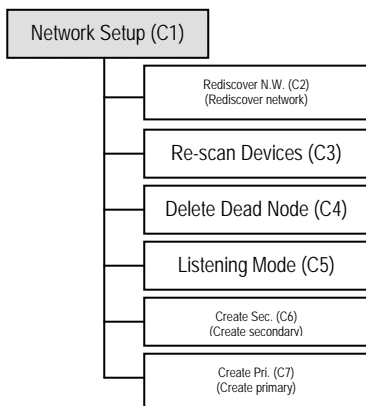 Network Setup (C1)
Rediscover N.W. (C2)
(Rediscover network)
Re-scan Devices (C3)
Delete Dead Node (C4)
Listening Mode (C5)
Create Sec. (C6)
(Create secondary)
Create Pri. (C7)
(Create primary)